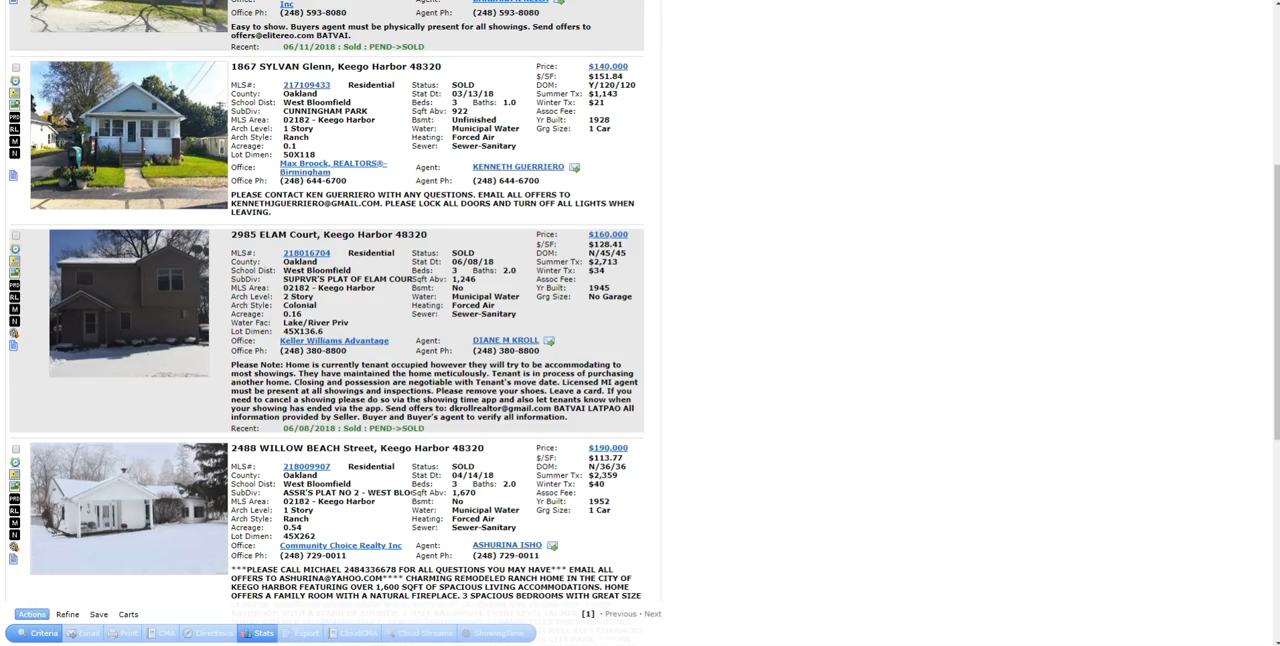 Inc
Office Ph: (248) 593-8080 Agent Ph: (248) 593-8080
Easy to show. Buyers agent must be physically present for all showings. Send offers to
offers@elitereo.com BATVAI.
Recent: 06/11/2018 : Sold : PEND->SOLD
1867 SYLVAN Glenn, Keego Harbor 48320 Price: $140,000
$/SF: $151.84
MLS#: 217109433 Residential Status: SOLD DOM: Y/120/120
County: Oakland Stat Dt: 03/13/18 Summer Tx: $1,143
School Dist: West Bloomfield Beds: 3 Baths: 1.0 Winter Tx: $21
SubDiv: CUNNINGHAM PARK Sqft Abv: 922 Assoc Fee:
MLS Area: 02182 - Keego Harbor Bsmt: Unfinished Yr Built: 1928
Arch Level: 1 Story Water: Municipal Water Grg Size: 1 Car
Arch Style: Ranch Heating: Forced Air
Acreage: 0.1 Sewer: Sewer-Sanitary
Lot Dimen: 50X118
Office: Max Broock, REALTORS®-
Birmingham Agent: KENNETH GUERRIERO
Office Ph: (248) 644-6700 Agent Ph: (248) 644-6700
PLEASE CONTACT KEN GUERRIERO WITH ANY QUESTIONS. EMAIL ALL OFFERS TO
KENNETHJGUERRIERO@GMAIL.COM. PLEASE LOCK ALL DOORS AND TURN OFF ALL LIGHTS WHEN
LEAVING.
2985 ELAM Court, Keego Harbor 48320 Price: $160,000
$/SF: $128.41
MLS#: 218016704 Residential Status: SOLD DOM: N/45/45
County: Oakland Stat Dt: 06/08/18 Summer Tx: $2,713
School Dist: West Bloomfield Beds: 3 Baths: 2.0 Winter Tx: $34
SubDiv: SUPRVR'S PLAT OF ELAM COUR Sqft Abv: 1,246 Assoc Fee:
MLS Area: 02182 - Keego Harbor Bsmt: No Yr Built: 1945
Arch Level: 2 Story Water: Municipal Water Grg Size: No Garage
Arch Style: Colonial Heating: Forced Air
Acreage: 0.16 Sewer: Sewer-Sanitary
Water Fac: Lake/River Priv
Lot Dimen: 45X136.6
Office: Keller Williams Advantage Agent: DIANE M KROLL
Office Ph: (248) 380-8800 Agent Ph: (248) 380-8800
Please Note: Home is currently tenant occupied however they will try to be accommodating to
most showings. They have maintained the home meticulously. Tenant is in process of purchasing
another home. Closing and possession are negotiable with Tenant's move date. Licensed MI agent
must be present at all showings and inspections. Please remove your shoes. Leave a card. If you
need to cancel a showing please do so via the showing time app and also let tenants know when
your showing has ended via the app. Send offers to: dkrollrealtor@gmail.com BATVAI LATPAO All
information provided by Seller. Buyer and Buyer's agent to verify all information.
Recent: 06/08/2018 : Sold : PEND->SOLD
2488 WILLOW BEACH Street, Keego Harbor 48320 Price: $190,000
$/SF: $113.77
MLS#: 218009907 Residential Status: SOLD DOM: N/36/36
County: Oakland Stat Dt: 04/14/18 Summer Tx: $2,359
School Dist: West Bloomfield Beds: 3 Baths: 2.0 Winter Tx: $40
SubDiv: ASSR'S PLAT NO 2 - WEST BLO Sqft Abv: 1,670 Assoc Fee:
MLS Area: 02182 - Keego Harbor Bsmt: No Yr Built: 1952
Arch Level: 1 Story Water: Municipal Water Grg Size: 1 Car
Arch Style: Ranch Heating: Forced Air
Acreage: 0.54 Sewer: Sewer-Sanitary
Lot Dimen: 45X262
Office: Community Choice Realty Inc Agent: ASHURINA ISHO
Office Ph: (248) 729-0011 Agent Ph: (248) 729-0011
***PLEASE CALL MICHAEL 2484336678 FOR ALL QUESTIONS YOU MAY HAVE*** EMAIL ALL
OFFERS TO ASHURINA@YAHOO.COM**** CHARMING REMODELED RANCH HOME IN THE CITY OF
KEEGO HARBOR FEATURING OVER 1,600 SQFT OF SPACIOUS LIVING ACCOMMODATIONS. HOME
OFFERS A FAMILY ROOM WITH A NATURAL FIREPLACE. 3 SPACIOUS BEDROOMS WITH GREAT SIZE
Actions Refine Save Carts [1] · Previous · Next
Criteria Email Print CMA Directions Stats Export CloudCMA Cloud Streams ShowingTime